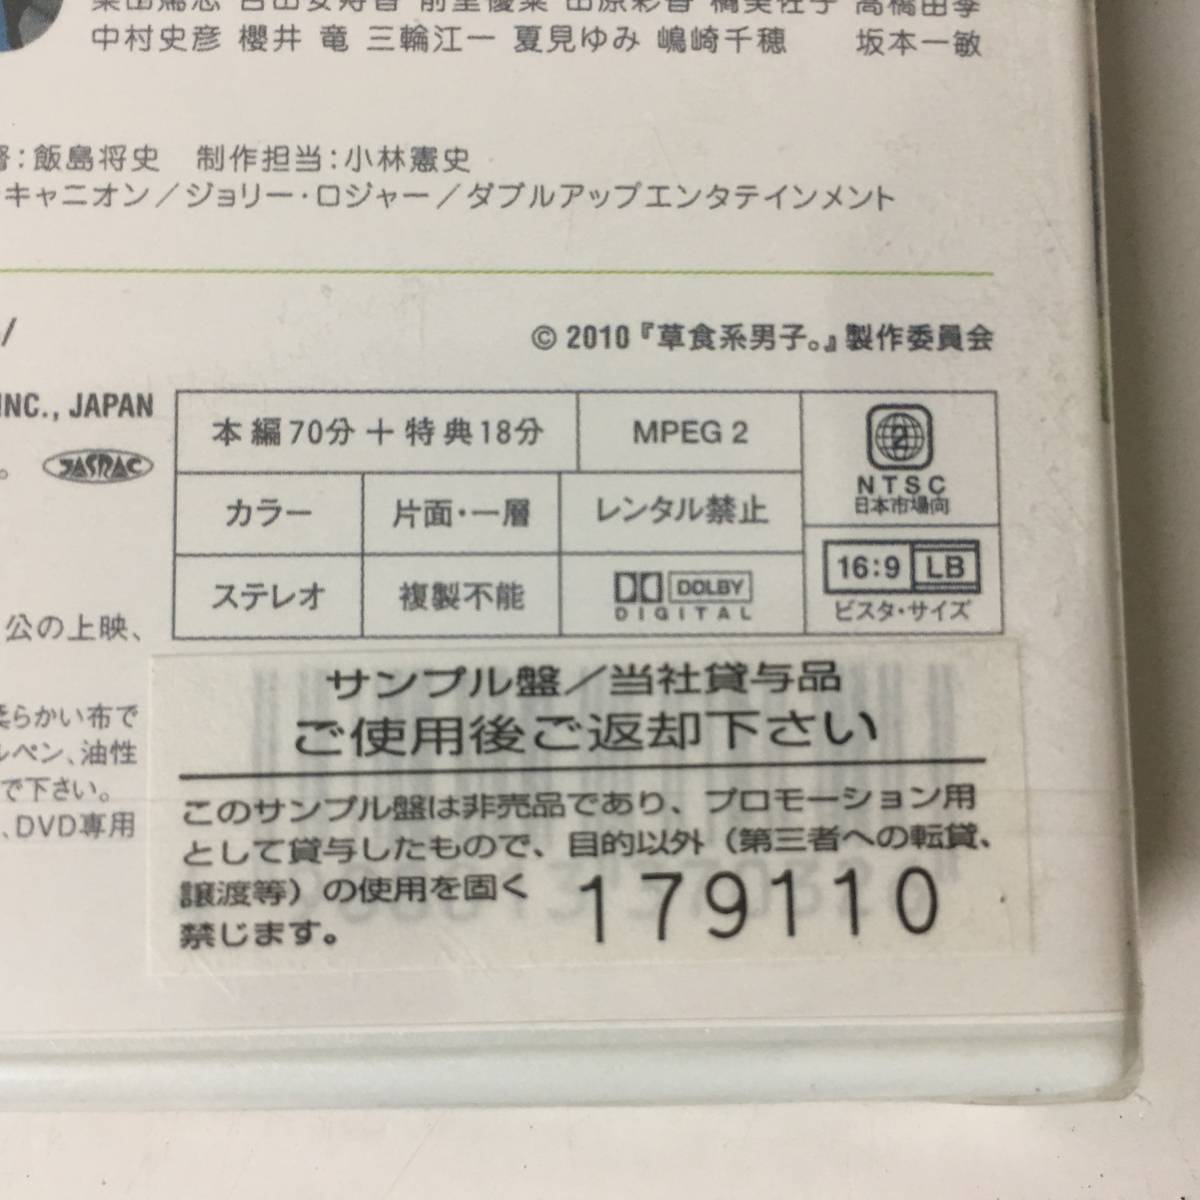 中村史彦 櫻井 竜 三輪江一 夏見ゆみ 嶋崎千穂 坂本一敏
督:飯島将史 制作担当:小林憲史
キャニオン/ジョリー・ロジャー/ダブルアップエンタテインメント
© 2010『草食系男子。』製作委員会
INC., JAPAN
JASRAC
本編70分+特典18分
MPEG 2
2
NTSC
日本市場向
カラー
片面・一層
レンタル禁止
16:9 LB
ビスタ・サイズ
ステレオ
複製不能
DOLBY
DIGITAL
公の上映、
柔らかい布で
ルペン、油性
で下さい。
、DVD専用
サンプル盤/当社貸与品
ご使用後ご返却下さい
このサンプル盤は非売品であり、プロモーション用
として貸与したもので、目的以外(第三者への転貸、
譲渡等)の使用を固く
禁じます。
179110